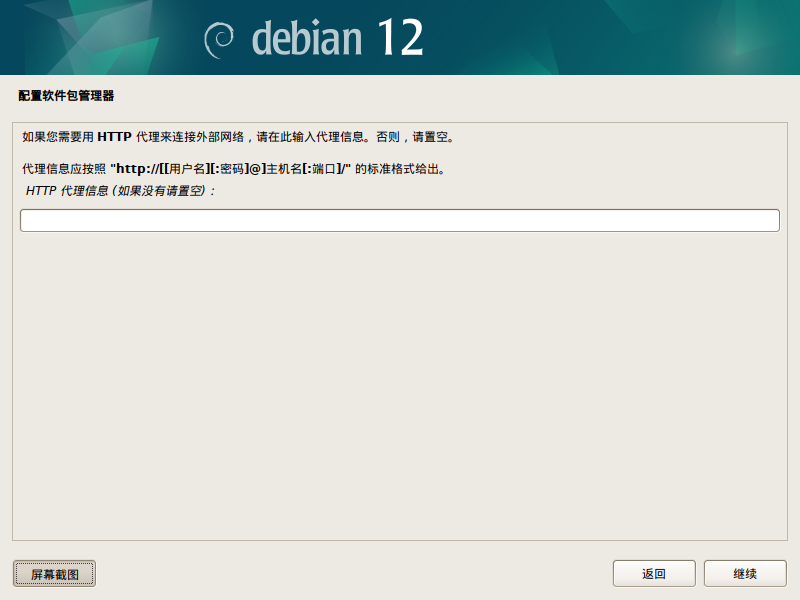 debian 12
配置软件包管理器
如果您需要用 HTTP 代理来连接外部网络，请在此输入代理信息。否则，请置空。
代理信息应按照 "http://[[用户名][:密码]@]主机名[:端口]/" 的标准格式给出。
HTTP 代理信息 (如果没有请置空)：
屏幕截图
返回
继续